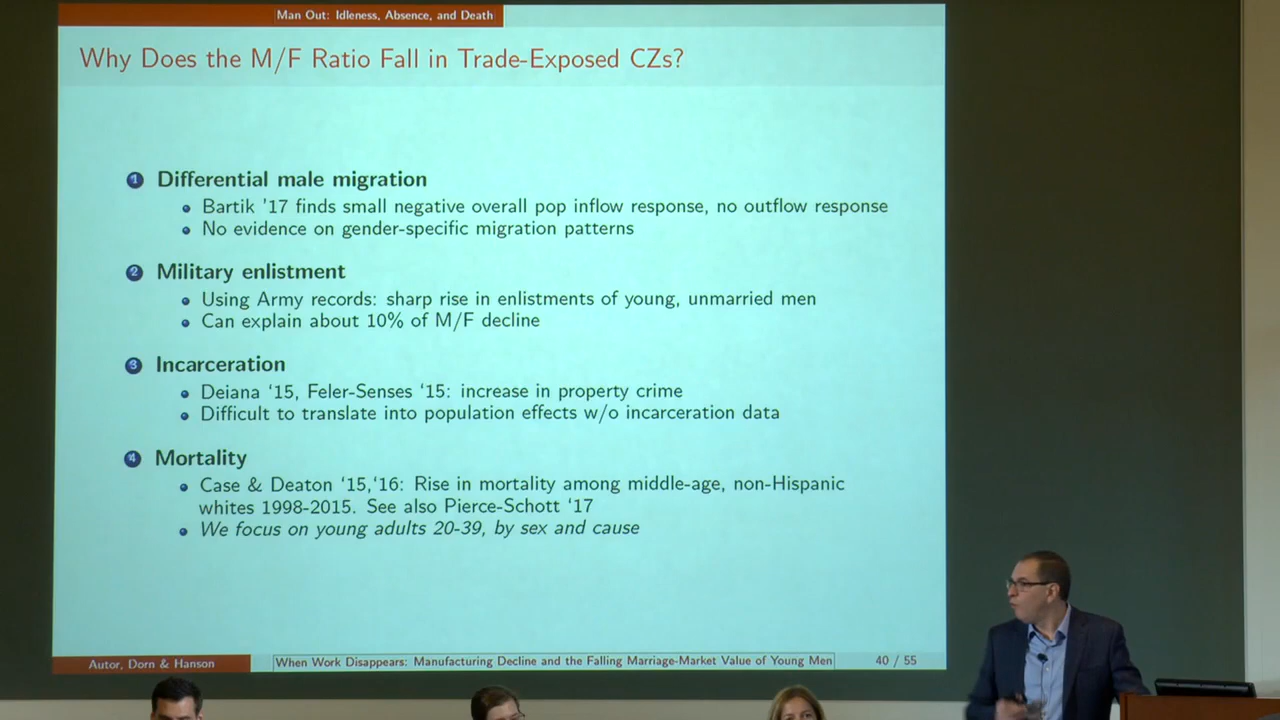 Man Out: Idleness, Absence, and Death
Why Does the M/F Ratio Fall in Trade-Exposed CZs?
1 Differential male migration
Bartik '17 finds small negative overall pop inflow response, no outflow response
No evidence on gender-specific migration patterns
2 Military enlistment
Using Army records: sharp rise in enlistments of young, unmarried men
Can explain about 10% of M/F decline
3 Incarceration
Deiana '15, Feler-Senses '15: increase in property crime
Difficult to translate into population effects w/o incarceration data
4 Mortality
Case & Deaton '15,'16: Rise in mortality among middle-age, non-Hispanic
whites 1998-2015. See also Pierce-Schott '17
We focus on young adults 20-39, by sex and cause
Autor, Dorn & Hanson
When Work Disappears: Manufacturing Decline and the Falling Marriage-Market Value of Young Men
40 / 55